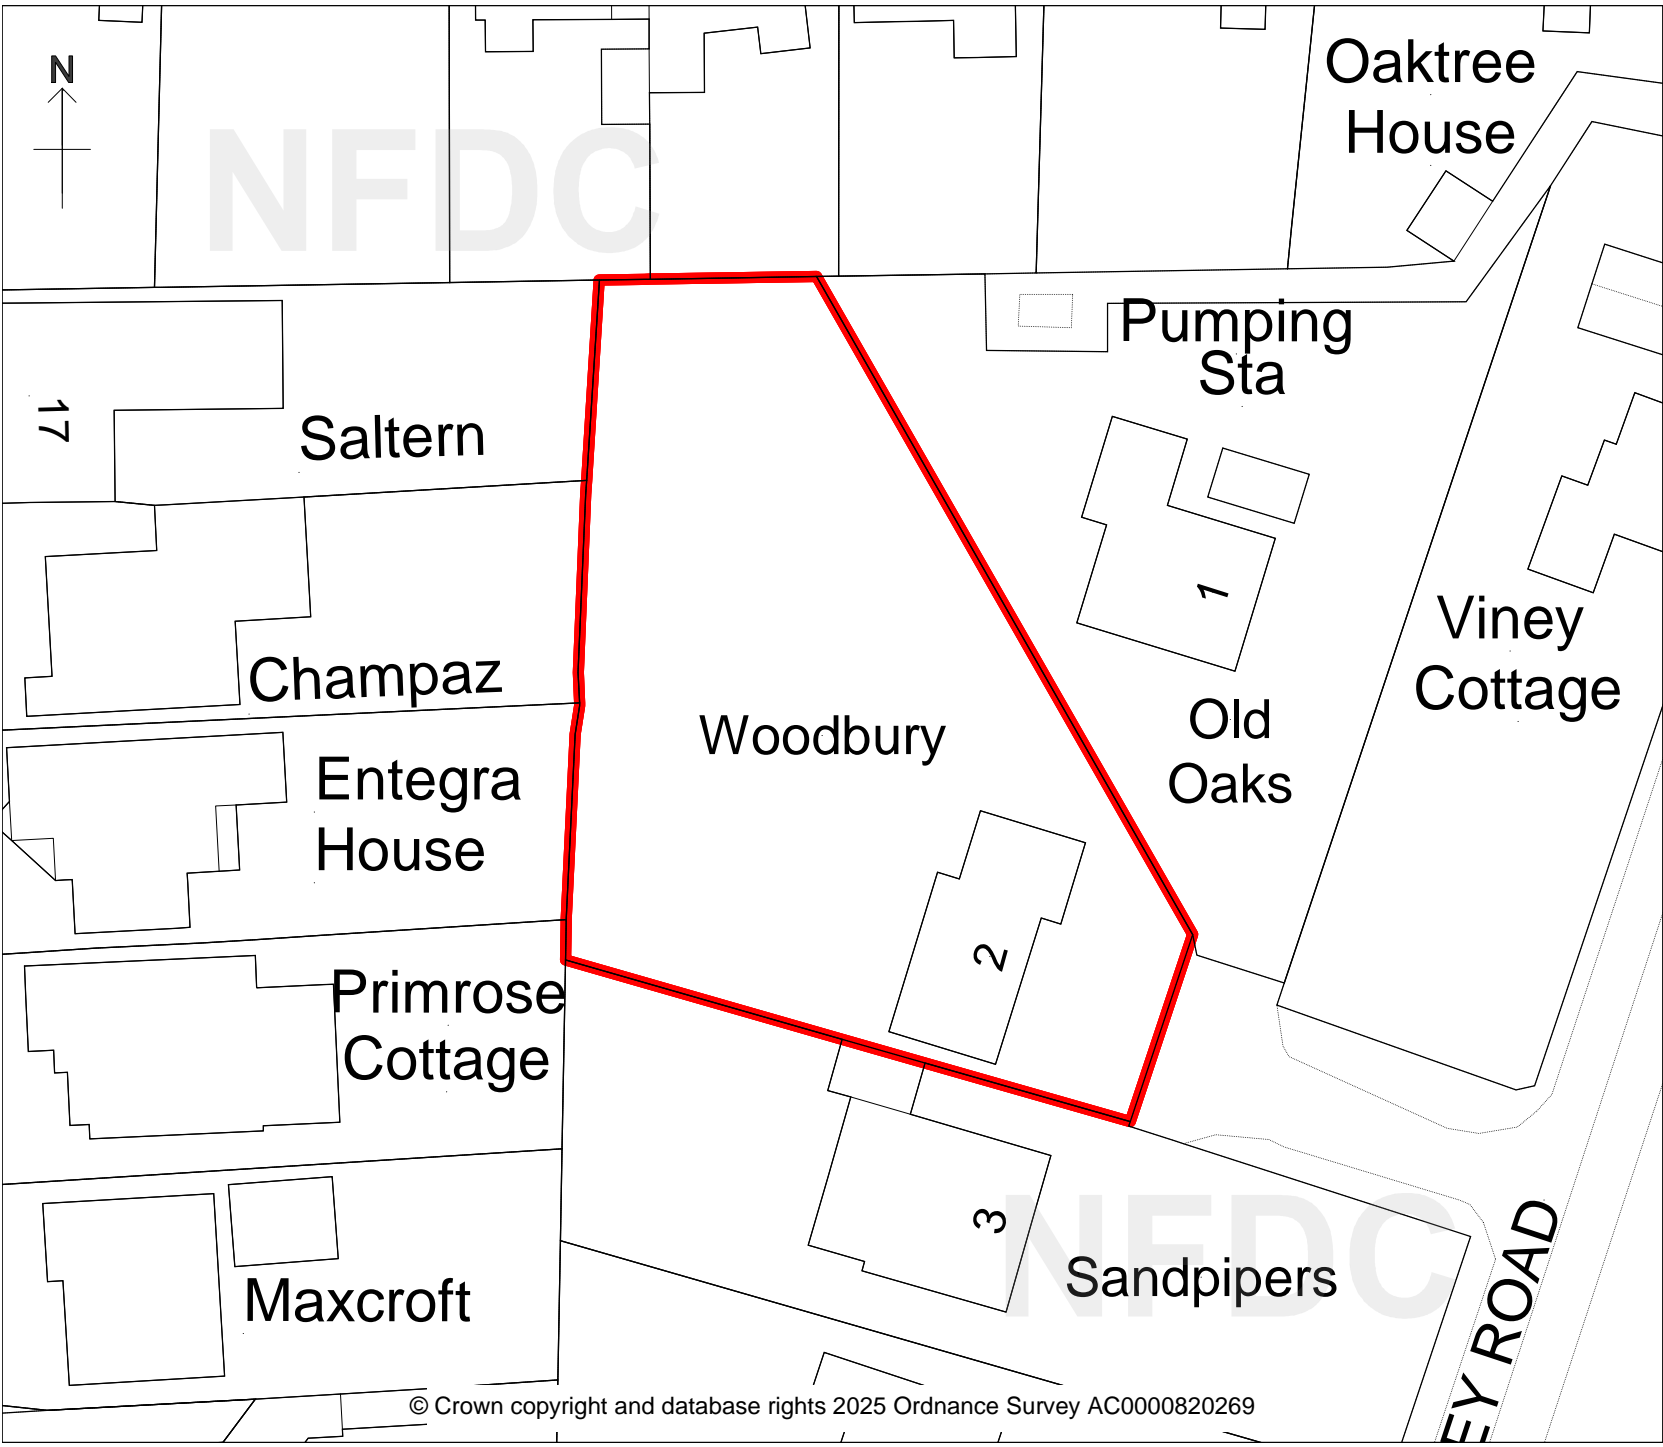 N
NFDC
Oaktree
House
Pumping
Sta
17
Saltern
1
Viney
Cottage
Champaz
Woodbury
Old
Oaks
Entegra
House
2
Primrose
Cottage
3
NFDC
Sandpipers
Maxcroft
EY ROAD
© Crown copyright and database rights 2025 Ordnance Survey AC0000820269